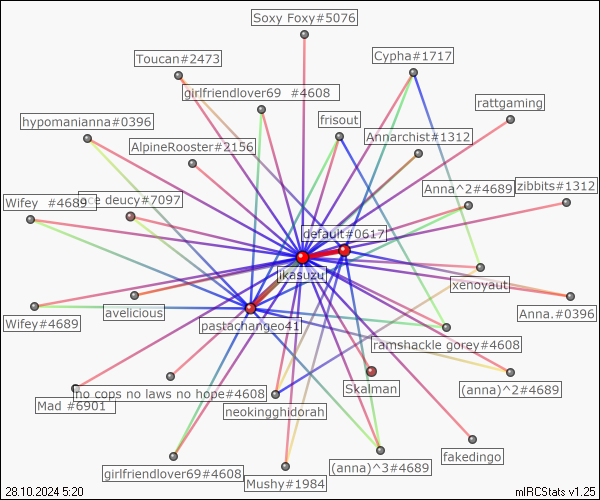 Soxy Foxy#5076
Toucan#2473
Cypha#1717
girlfriendlover69 #4608
rattgaming
hypomanianna#0396
frisout
Annarchist#1312
AlpineRooster#2156
Wifey #4689
ace deucy#7097
Anna^2#4689
zibbits#1312
default#0617
ikasuzu
xenoyaut
Wifey#4689
avelicious
pastachangeo41
Anna.#0396
ramshackle gorey#4608
Mad #6901
no cops no laws no hope#4608
neokingghidorah
Skalman
(anna)^2#4689
girlfriendlover69#4608
Mushy#1984
(anna)^3#4689
fakedingo
28.10.2024 5:20
mIRCStats v1.25